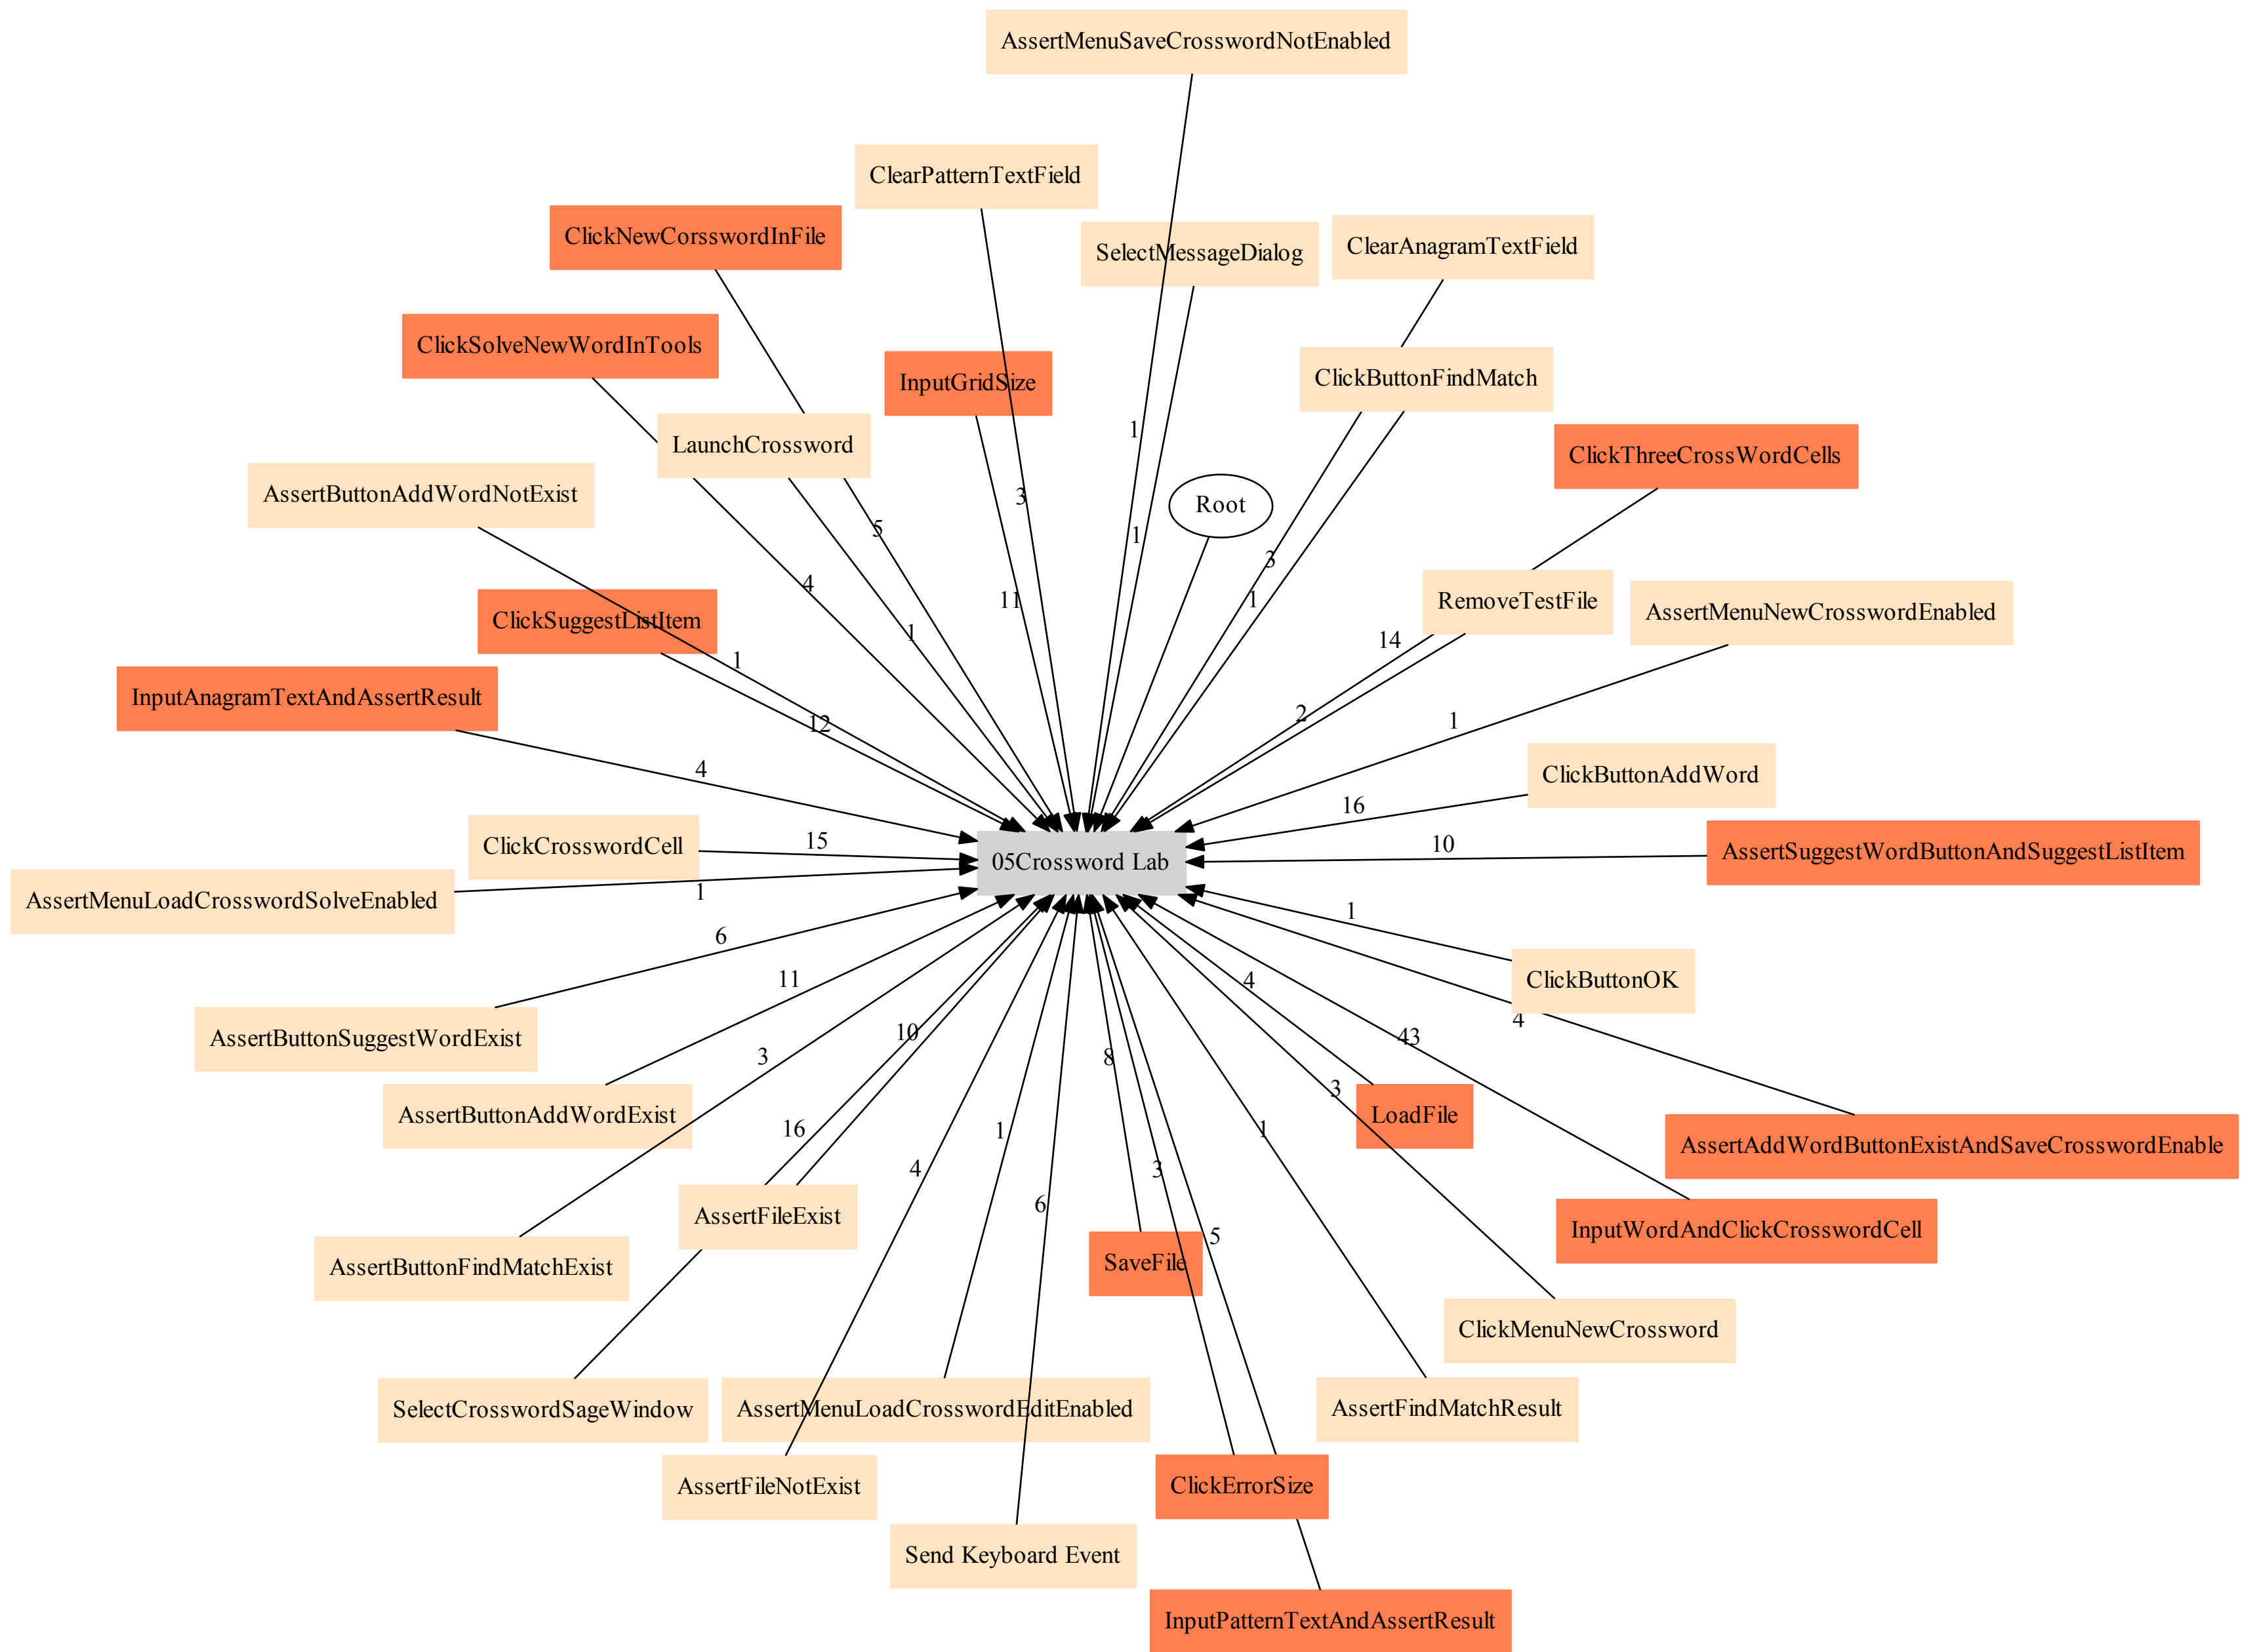 AssertMenuSaveCrosswordNotEnabled
ClearPatternTextField
ClickNewCorsswordInFile
SelectMessageDialog
ClearAnagramTextField
ClickSolveNewWordInTools
InputGridSize
ClickButtonFindMatch
1
LaunchCrossword
ClickThreeCrossWordCells
AssertButtonAddWordNotExist
3
Root
5
1
3
4
11
1
RemoveTestFile
AssertMenuNewCrosswordEnabled
ClickSuggestListItem
1
14
1
InputAnagramTextAndAssertResult
12
2
1
4
ClickButtonAddWord
16
ClickCrosswordCell
15
10
AssertSuggestWordButtonAndSuggestListItem
05Crossword Lab
AssertMenuLoadCrosswordSolveEnabled
1
1
6
11
4
ClickButtonOK
4
AssertButtonSuggestWordExist
10
43
3
8
3
AssertButtonAddWordExist
LoadFile
16
1
1
AssertAddWordButtonExistAndSaveCrosswordEnable
4
3
6
AssertFileExist
InputWordAndClickCrosswordCell
5
AssertButtonFindMatchExist
SaveFile
ClickMenuNewCrossword
SelectCrosswordSageWindow
AssertMenuLoadCrosswordEditEnabled
AssertFindMatchResult
AssertFileNotExist
ClickErrorSize
Send Keyboard Event
InputPatternTextAndAssertResult